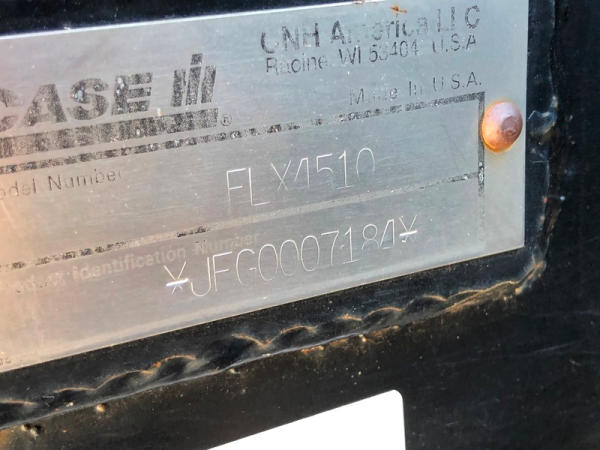 CNH America LLC
Racine, WI 53404 U.S.A
CASE IH
Made In U.S.A.
Model Number
FLX4510
Identification Number
*JFG0007184*